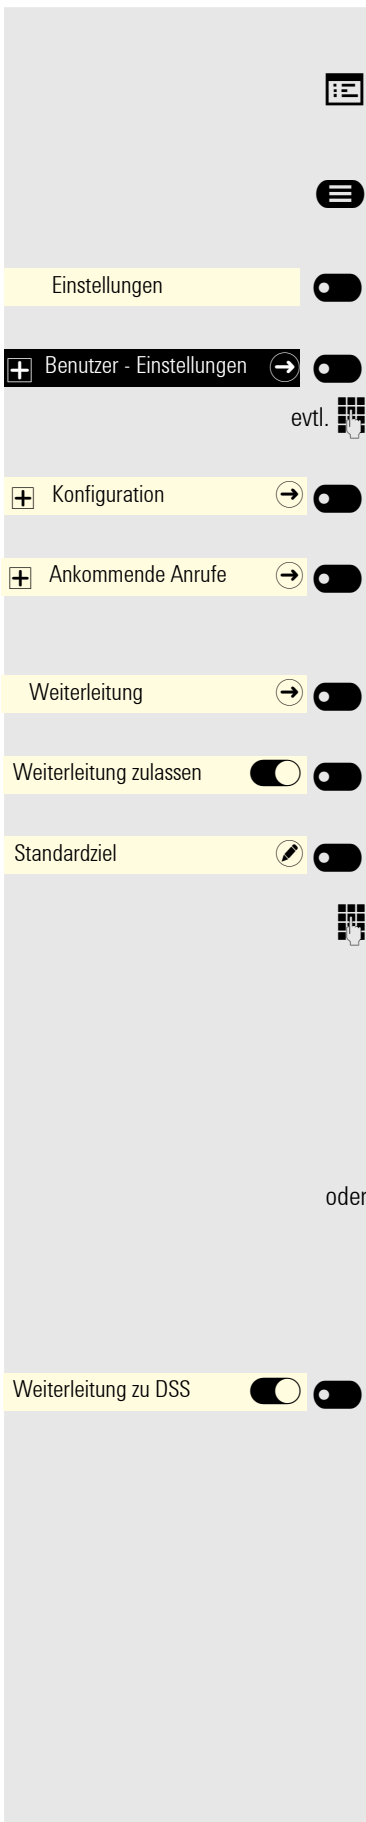 Einstellungen
Benutzer - Einstellungen
evtl.
Konfiguration
Ankommende Anrufe
Weiterleitung
Weiterleitung zulassen
Standardziel
oder
Weiterleitung zu DSS